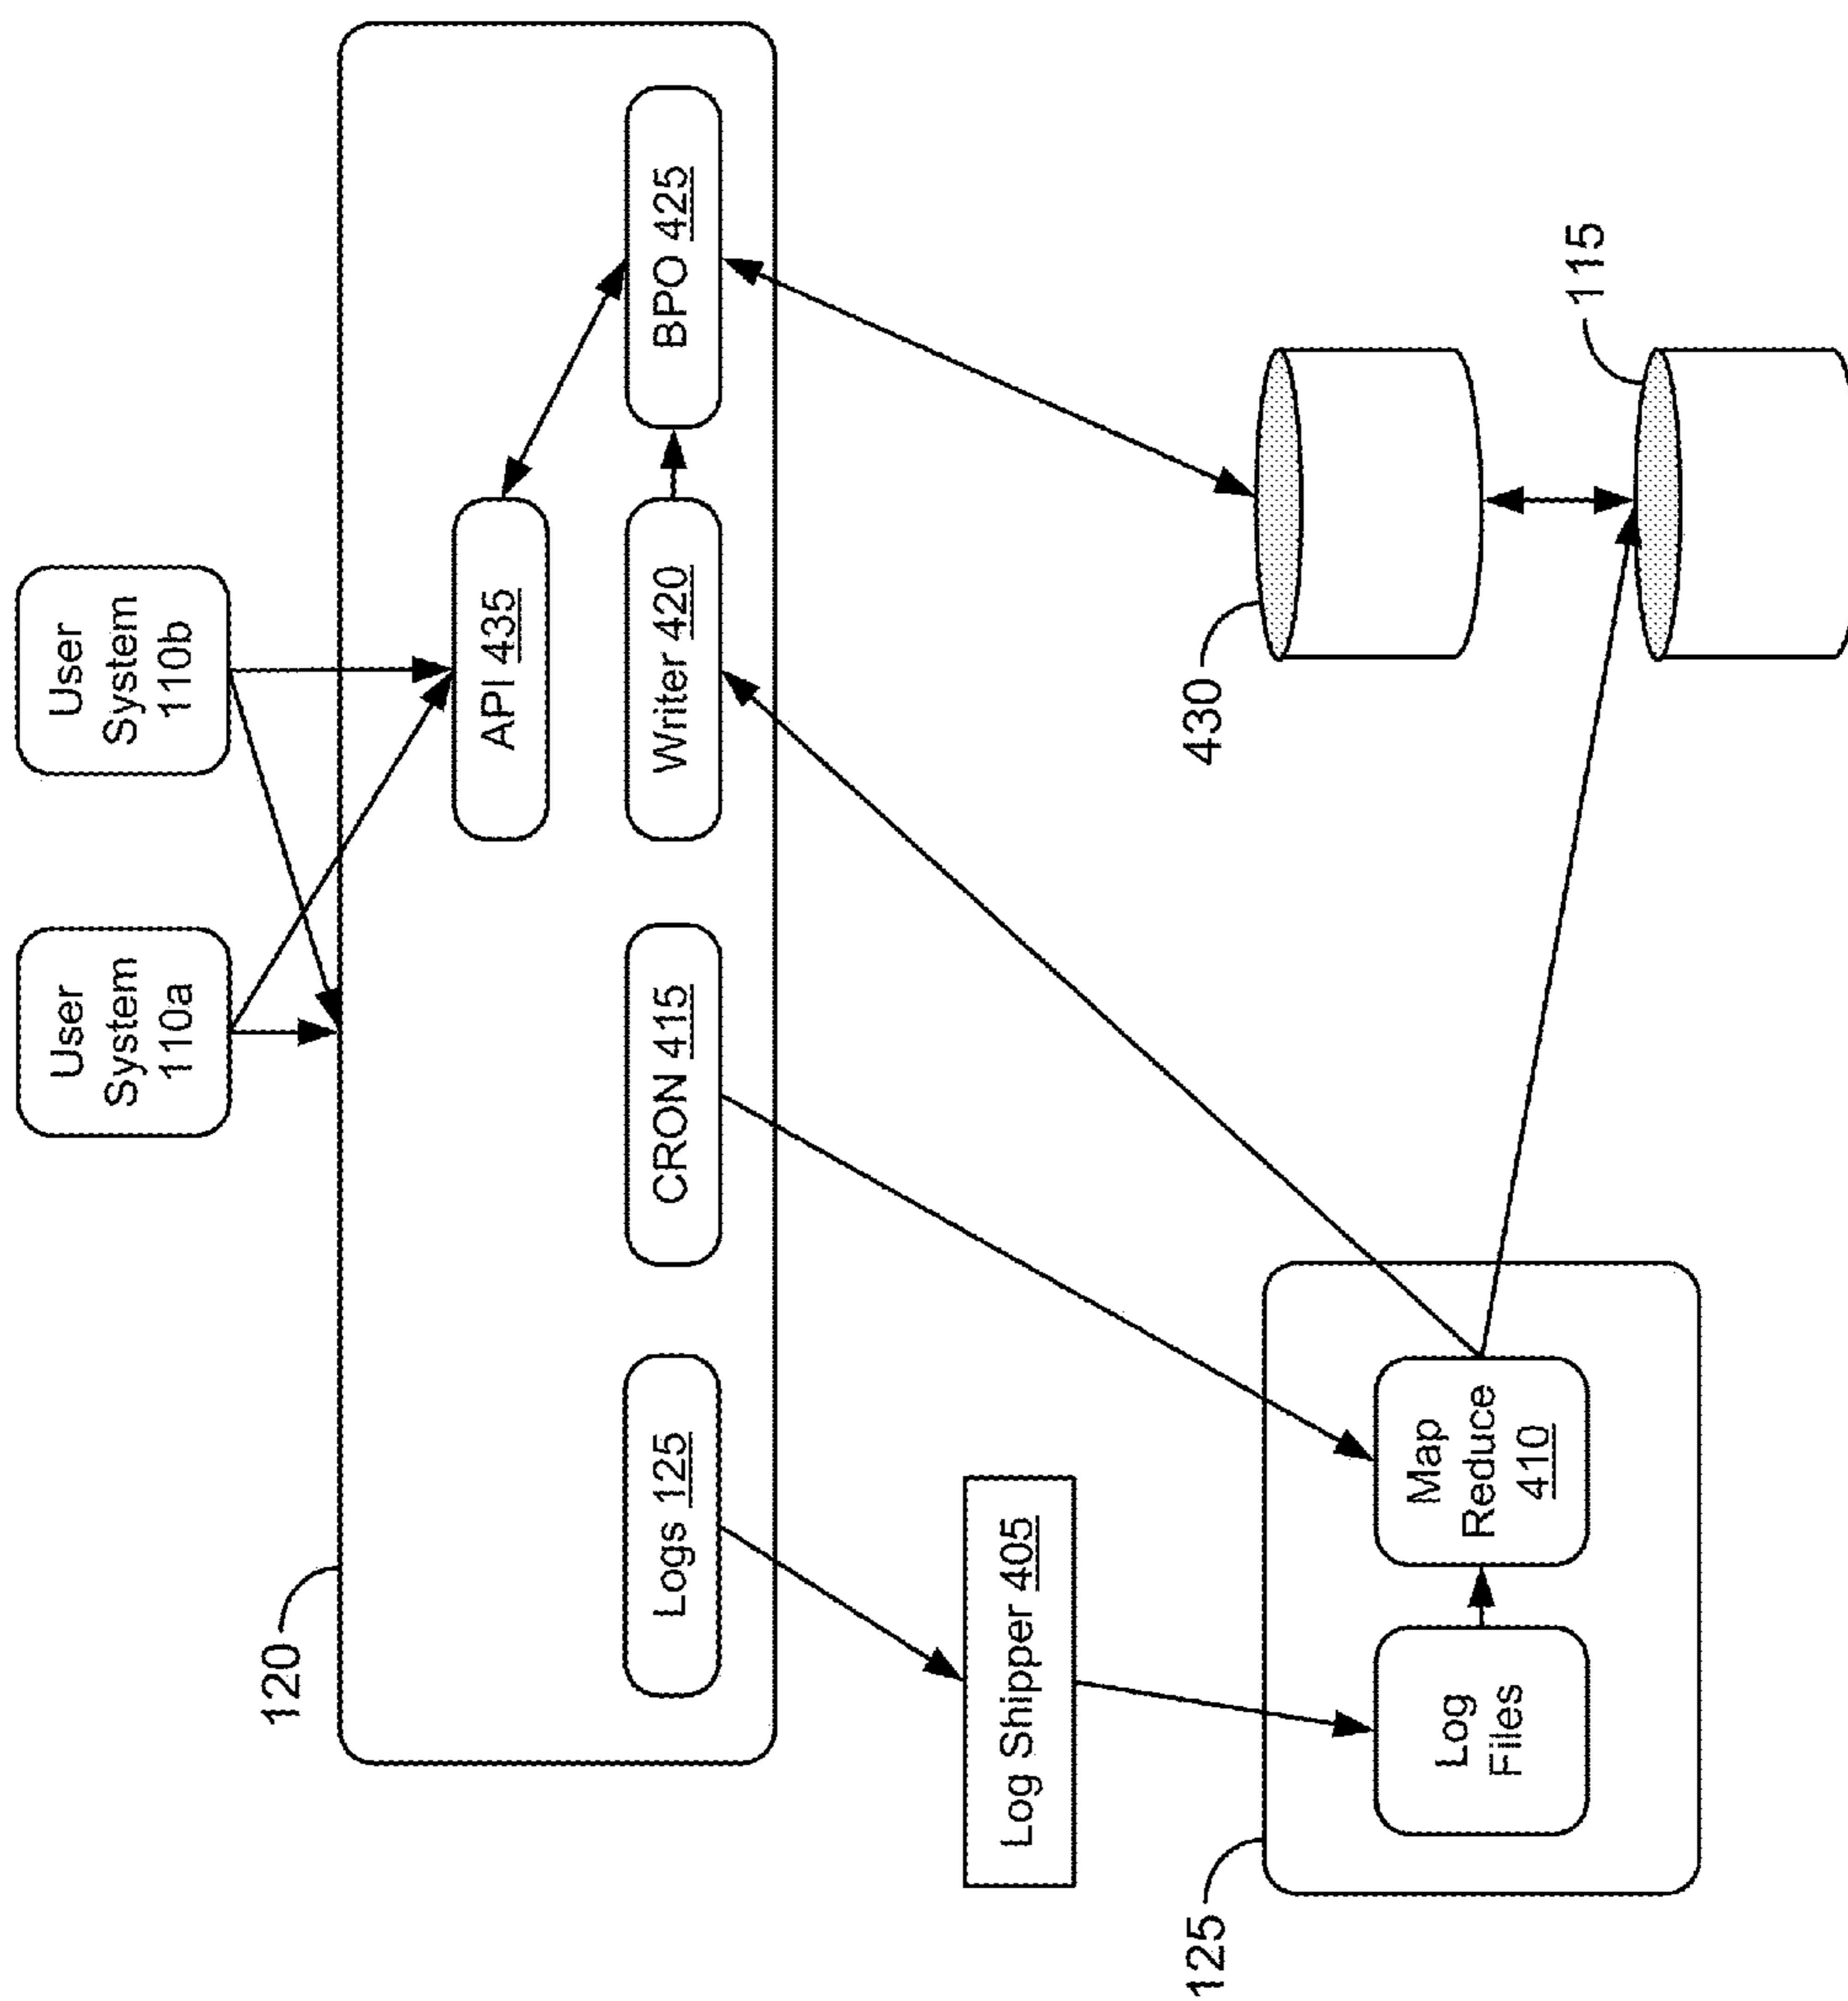 User
System
110a
User
System
110b
120
API 435
Logs 125
CRON 415
Writer 420
BPO 425
Log Shipper 405
125
430
Log
Files
Map
Reduce
410
115